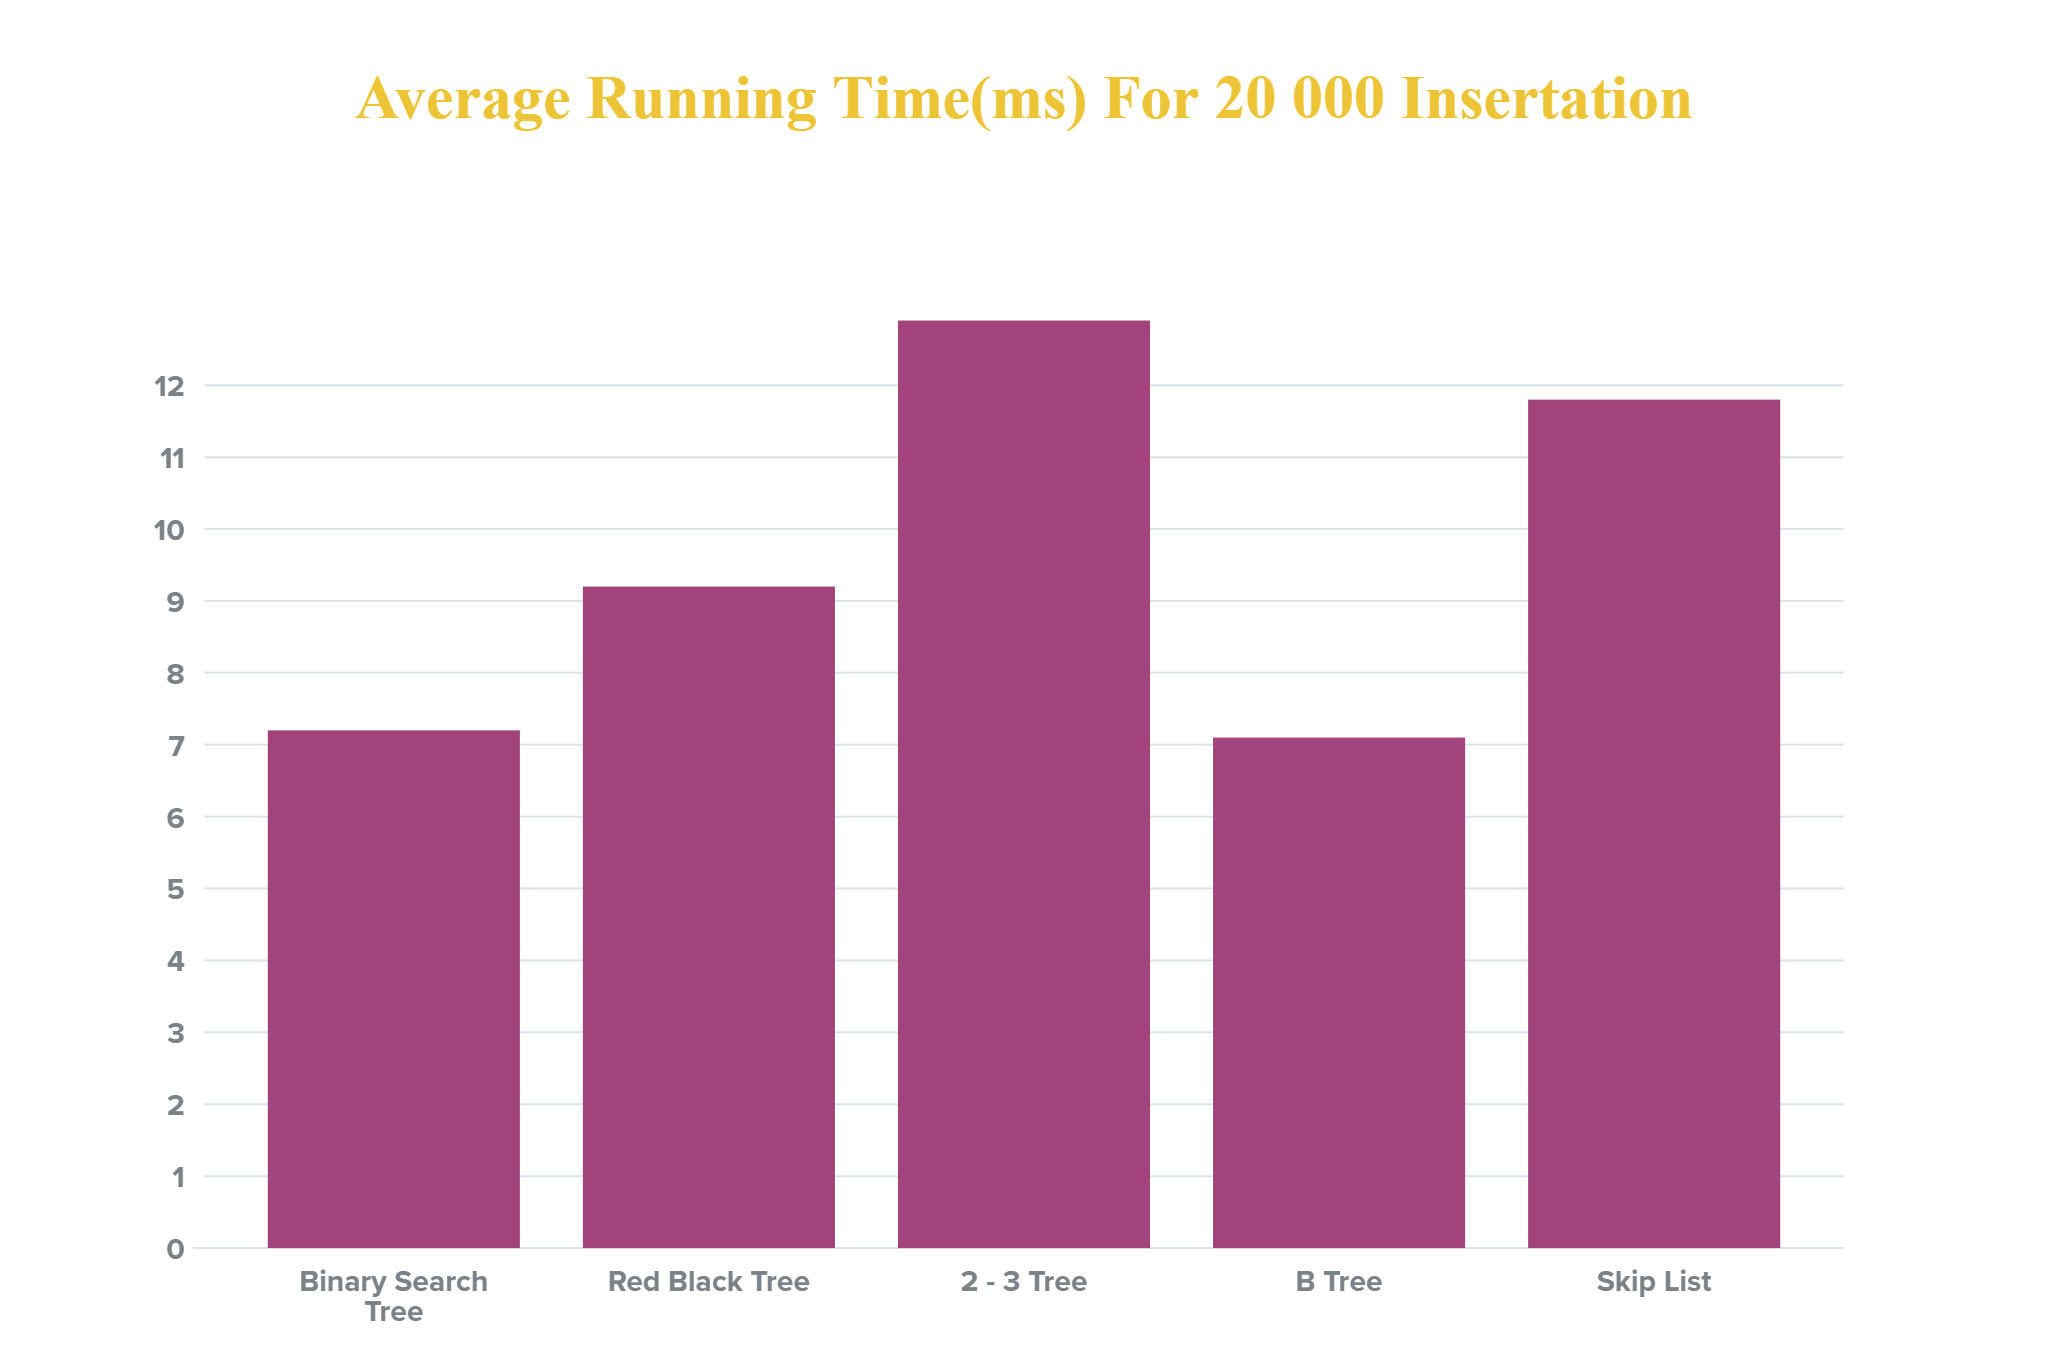 Average Running Time(ms) For 20 000 Insertation
12
11
10
9
8
7
6
5
4
3
2
1
0
Binary Search
Tree
Red Black Tree
2 - 3 Tree
B Tree
Skip List